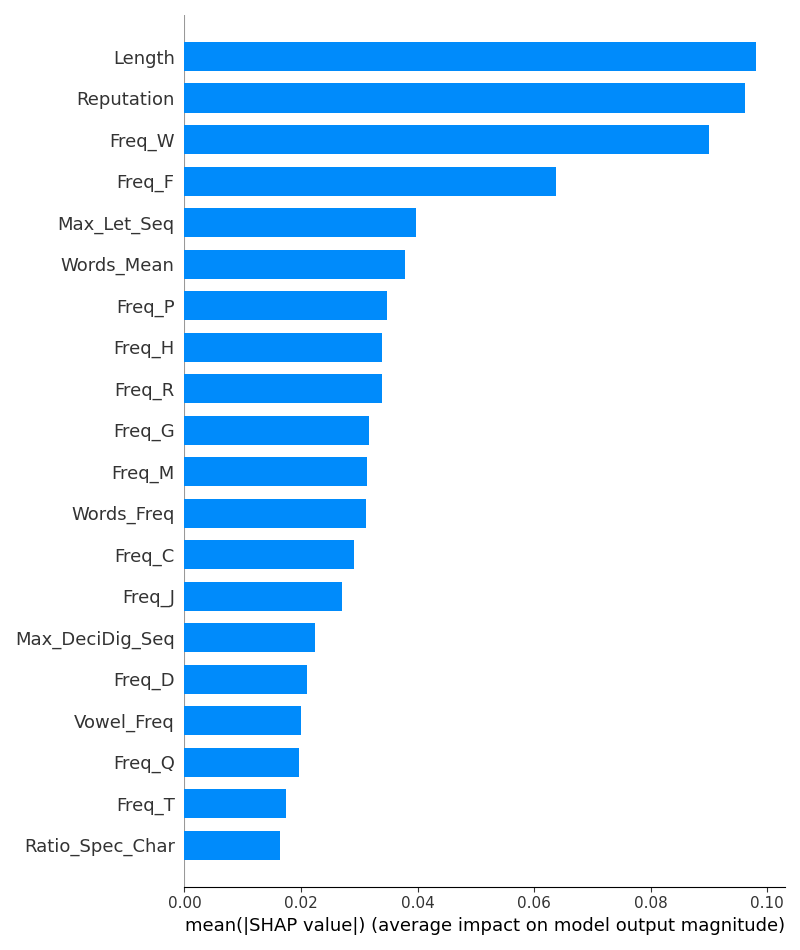 Length
Reputation
Freq_W
Freq_F
Max_Let_Seq
Words_Mean
Freq_P
Freq_H
Freq_R
Freq_G
Freq_M
Words_Freq
Freq_C
Freq_J
Max_DeciDig_Seq
Freq_D
Vowel_Freq
Freq_Q
Freq_T
Ratio_Spec_Char
0.00 0.02 0.04 0.06 0.08 0.10
mean(|SHAP value|) (average impact on model output magnitude)